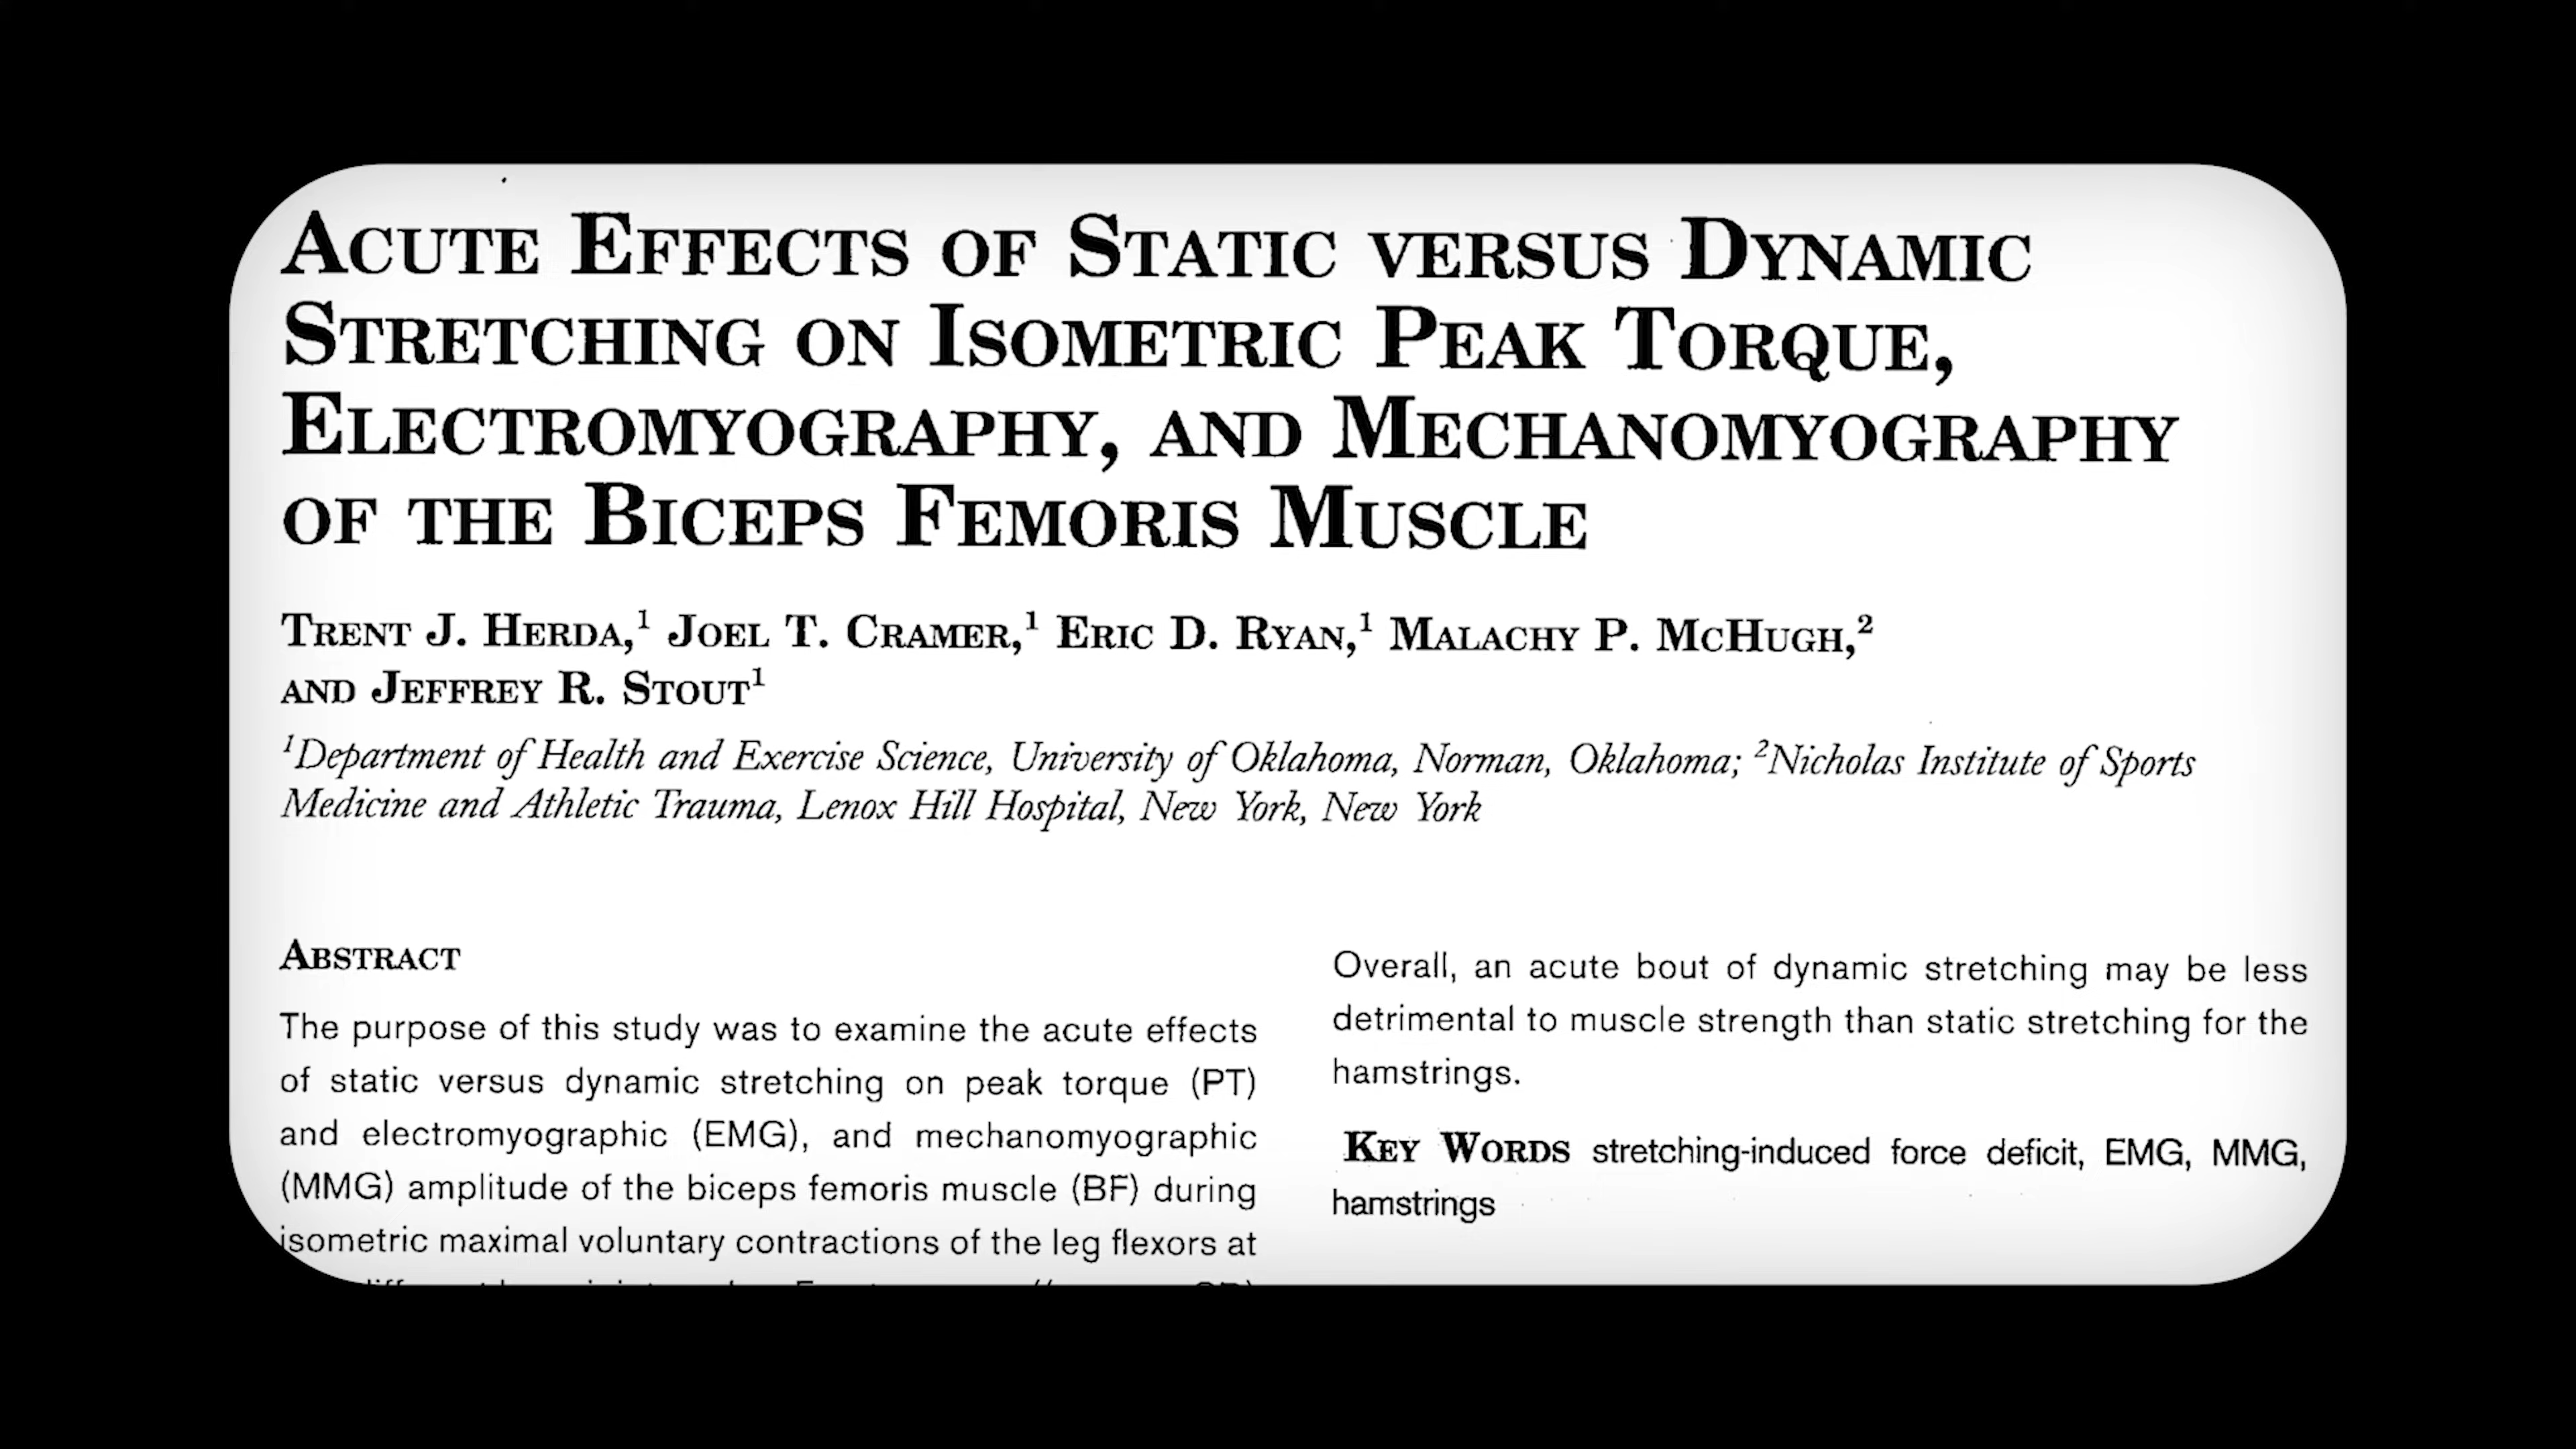 ACUTE EFFECTS OF STATIC VERSUS DYNAMIC
STRETCHING ON ISOMETRIC PEAK TORQUE,
ELECTROMYOGRAPHY, AND MECHANOMYOGRAPHY
OF THE BICEPS FEMORIS MUSCLE
TRENT J. HERDA,¹ JOEL T. CRAMER,¹ ERIC D. RYAN,¹ MALACHY P. MCHUGH,²
AND JEFFREY R. STOUT¹
¹Department of Health and Exercise Science, University of Oklahoma, Norman, Oklahoma; ²Nicholas Institute of Sports
Medicine and Athletic Trauma, Lenox Hill Hospital, New York, New York
ABSTRACT
The purpose of this study was to examine the acute effects
of static versus dynamic stretching on peak torque (PT)
and electromyographic (EMG), and mechanomyographic
(MMG) amplitude of the biceps femoris muscle (BF) during
isometric maximal voluntary contractions of the leg flexors at
Overall, an acute bout of dynamic stretching may be less
detrimental to muscle strength than static stretching for the
hamstrings.
KEY WORDS stretching-induced force deficit, EMG, MMG,
hamstrings